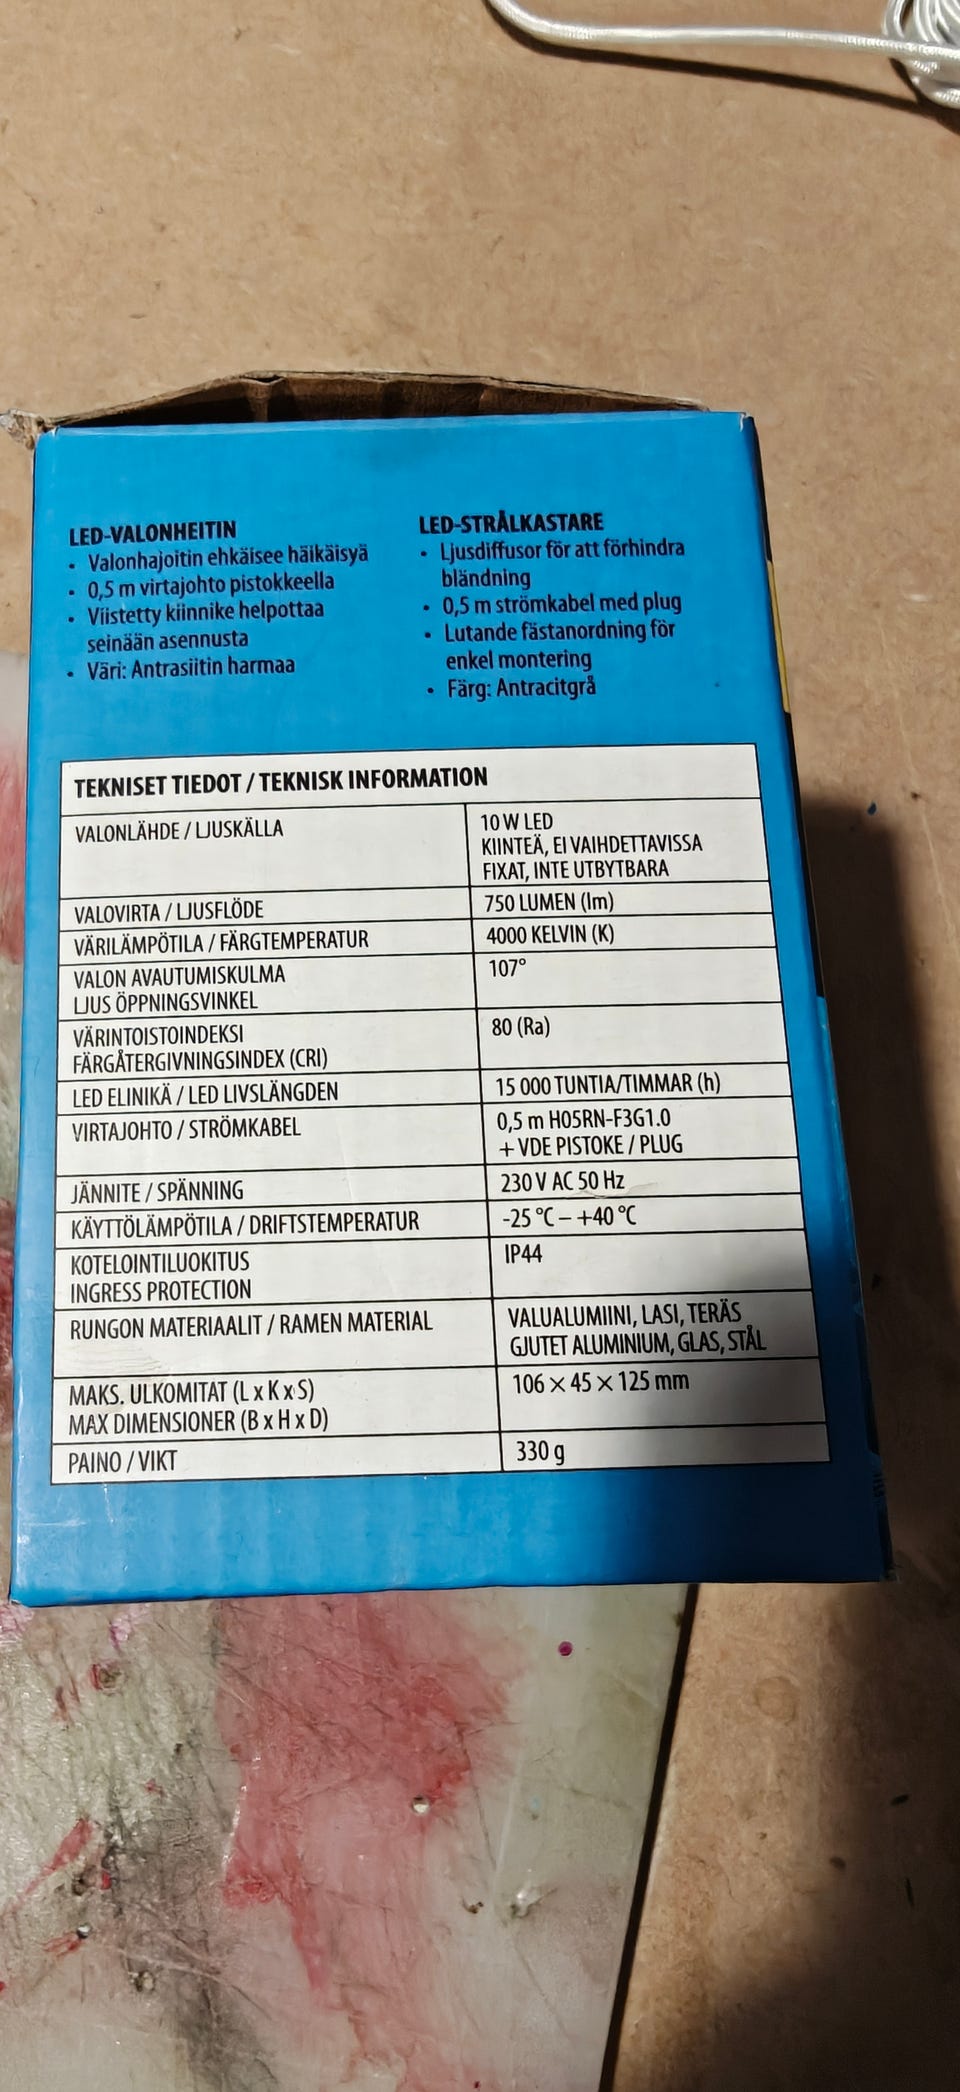 LED-VALONHEITIN
• Valonhajoitin ehkäisee häikäisyä
• 0,5 m virtajohto pistokkeella
• Viistetty kiinnike helpottaa
seinään asennusta
• Väri: Antrasiitin harmaa
LED-STRÅLKASTARE
• Ljusdiffusor för att förhindra
bländning
• 0,5 m strömkabel med plug
• Lutande fästanordning för
enkel montering
• Färg: Antracitgrå
TEKNISET TIEDOT / TEKNISK INFORMATION
VALONLÄHDE / LJUSKÄLLA
10 W LED
KIINTEÄ, EI VAIHDETTAVISSA
FIXAT, INTE UTBYTBARA
VALOVIRTA / LJUSFLÖDE
750 LUMEN (lm)
VÄRILÄMPÖTILA / FÄRGTEMPERATUR
4000 KELVIN (K)
VALON AVAUTUMISKULMA
LJUS ÖPPNINGSVINKEL
107°
VÄRINTOISTOINDEKSI
FÄRGÅTERGIVNINGSINDEX (CRI)
80 (Ra)
LED ELINIKÄ / LED LIVSLÄNGDEN
15 000 TUNTIA/TIMMAR (h)
VIRTAJOHTO / STRÖMKABEL
0,5 m H05RN-F3G1.0
+ VDE PISTOKE / PLUG
JÄNNITE / SPÄNNING
230 V AC 50 Hz
KÄYTTÖLÄMPÖTILA / DRIFTSTEMPERATUR
-25 °C – +40 °C
KOTELOINTILUOKITUS
INGRESS PROTECTION
IP44
RUNGON MATERIAALIT / RAMEN MATERIAL
VALUALUMIINI, LASI, TERÄS
GJUTET ALUMINIUM, GLAS, STÅL
MAKS. ULKOMITAT (L x K x S)
MAX DIMENSIONER (B x H x D)
106 × 45 × 125 mm
PAINO / VIKT
330 g